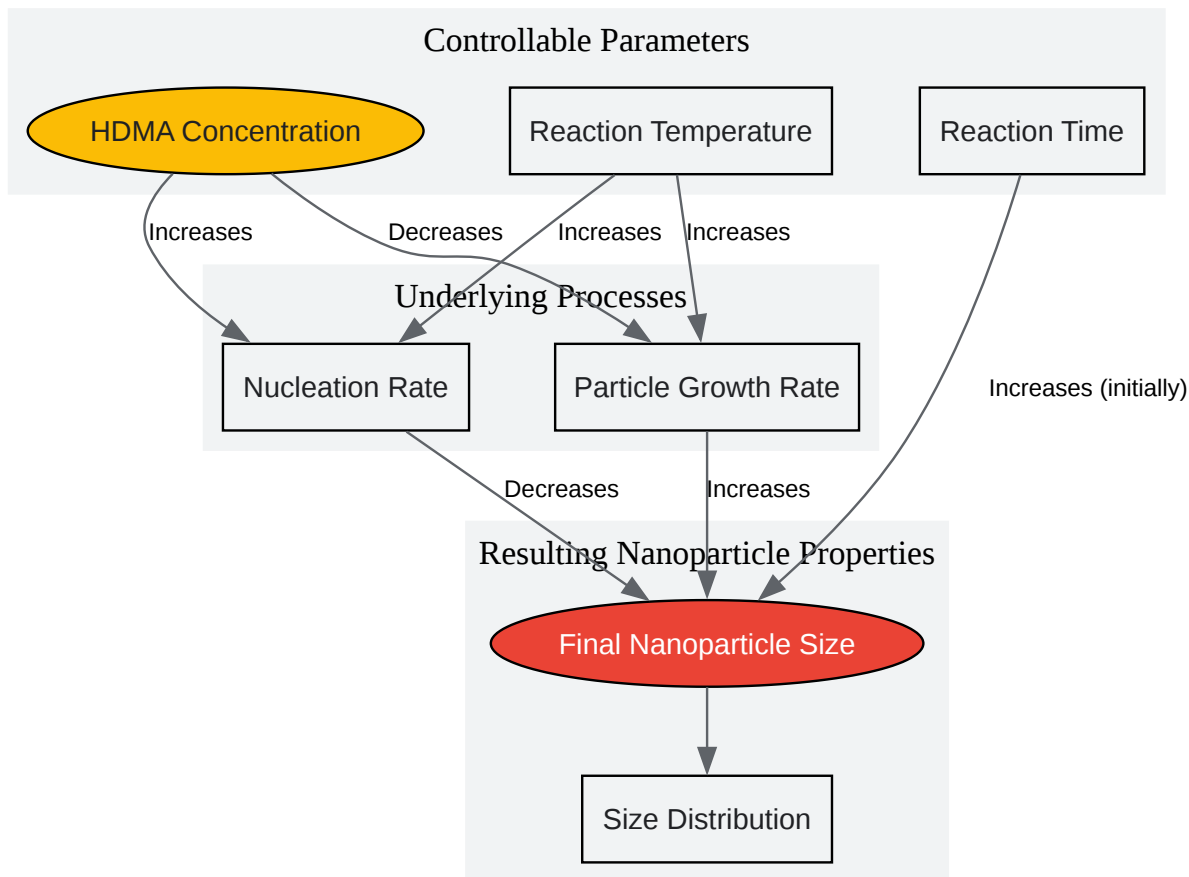 Controllable Parameters
HDMA Concentration
Reaction Temperature
Reaction Time
Increases
Decreases
Increases
Increases
Underlying Processes
Nucleation Rate
Particle Growth Rate
Increases (initially)
Decreases
Increases
Resulting Nanoparticle Properties
Final Nanoparticle Size
Size Distribution